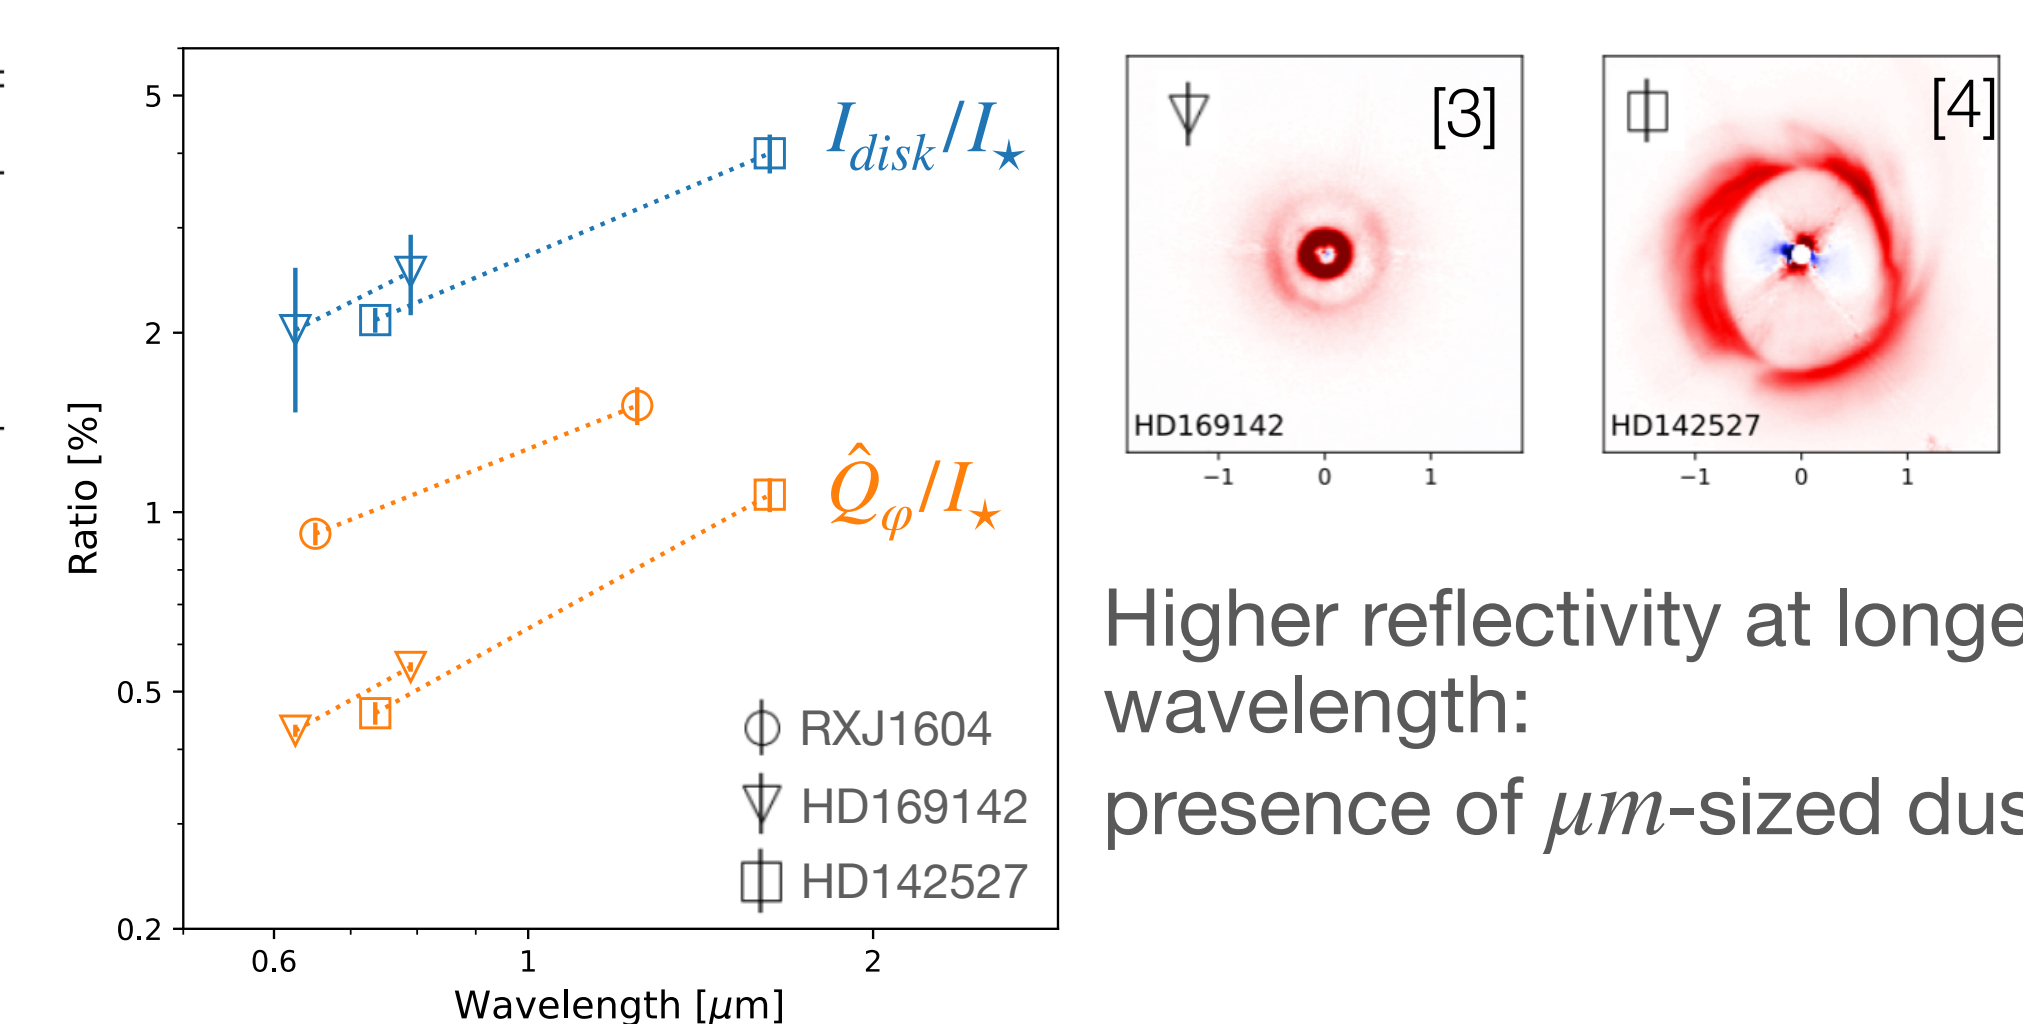 5
2
1
0.5
0.2
Ratio [%]
0.6 1 2
Wavelength [μm]
I_disk/I_★
Q̂_φ/I_★
RXJ1604
HD169142
HD142527
[3]
HD169142
−1 0 1
[4]
HD142527
−1 0 1
Higher reflectivity at longe
wavelength:
presence of μm-sized dus